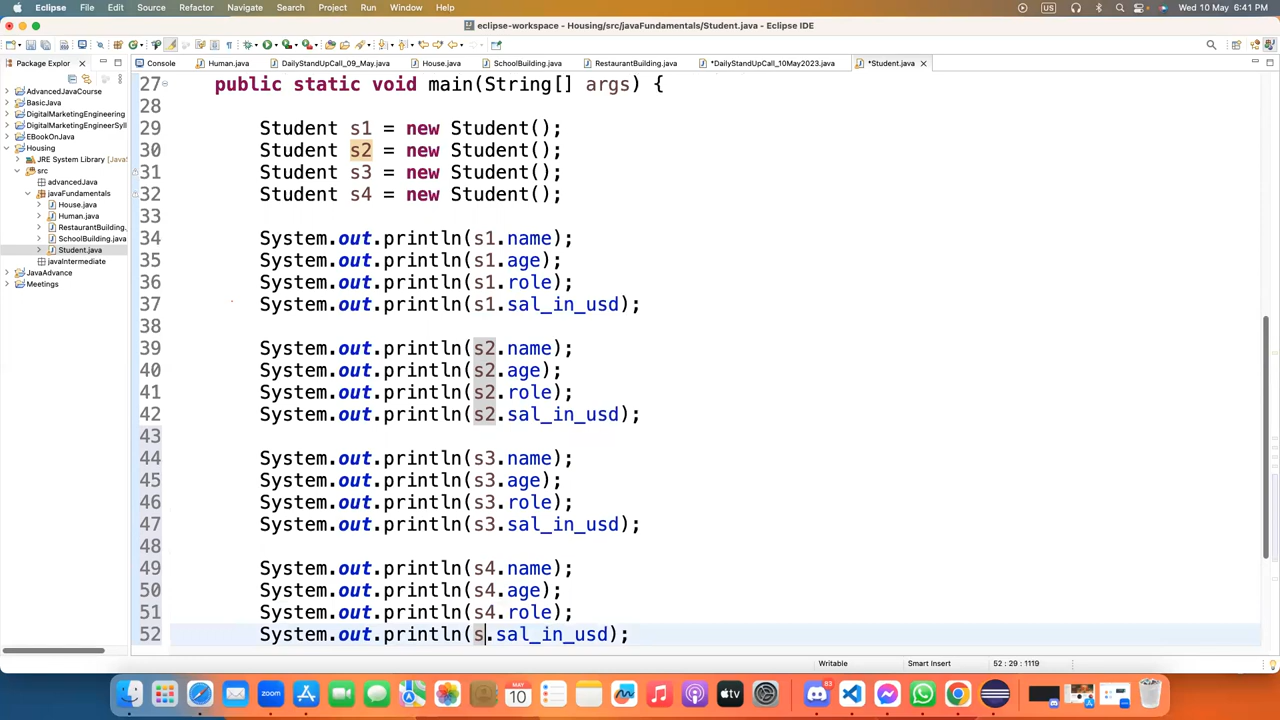 Eclipse File Edit Source Refactor Navigate Search Project Run Window Help US Wed 10 May 6:41 PM
eclipse-workspace - Housing/src/javaFundamentals/Student.java - Eclipse IDE
Package Explor Console Human.java DailyStandUpCall_09_May.java House.java SchoolBuilding.java RestaurantBuilding.java *DailyStandUpCall_10May2023.java *Student.java
AdvancedJavaCourse
BasicJava
DigitalMarketingEngineering
DigitalMarketingEngineerSyll
EBookOnJava
Housing
JRE System Library [Java
src
advancedJava
javaFundamentals
House.java
Human.java
RestaurantBuilding.
SchoolBuilding.java
Student.java
javaIntermediate
JavaAdvance
Meetings
27 public static void main(String[] args) {
28
29 Student s1 = new Student();
30 Student s2 = new Student();
31 Student s3 = new Student();
32 Student s4 = new Student();
33
34 System.out.println(s1.name);
35 System.out.println(s1.age);
36 System.out.println(s1.role);
37 System.out.println(s1.sal_in_usd);
38
39 System.out.println(s2.name);
40 System.out.println(s2.age);
41 System.out.println(s2.role);
42 System.out.println(s2.sal_in_usd);
43
44 System.out.println(s3.name);
45 System.out.println(s3.age);
46 System.out.println(s3.role);
47 System.out.println(s3.sal_in_usd);
48
49 System.out.println(s4.name);
50 System.out.println(s4.age);
51 System.out.println(s4.role);
52 System.out.println(s.sal_in_usd);
Writable Smart Insert 52 : 29 : 1119
zoom MAY 10 tv 83